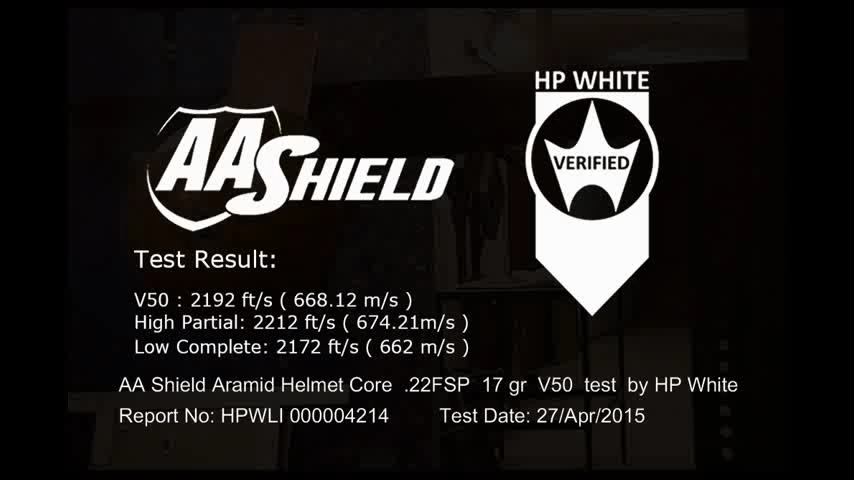 HP WHITE
VERIFIED
AA SHIELD
Test Result:
V50 : 2192 ft/s ( 668.12 m/s )
High Partial: 2212 ft/s ( 674.21m/s )
Low Complete: 2172 ft/s ( 662 m/s )
AA Shield Aramid Helmet Core .22FSP 17 gr V50 test by HP White
Report No: HPWLI 000004214 Test Date: 27/Apr/2015